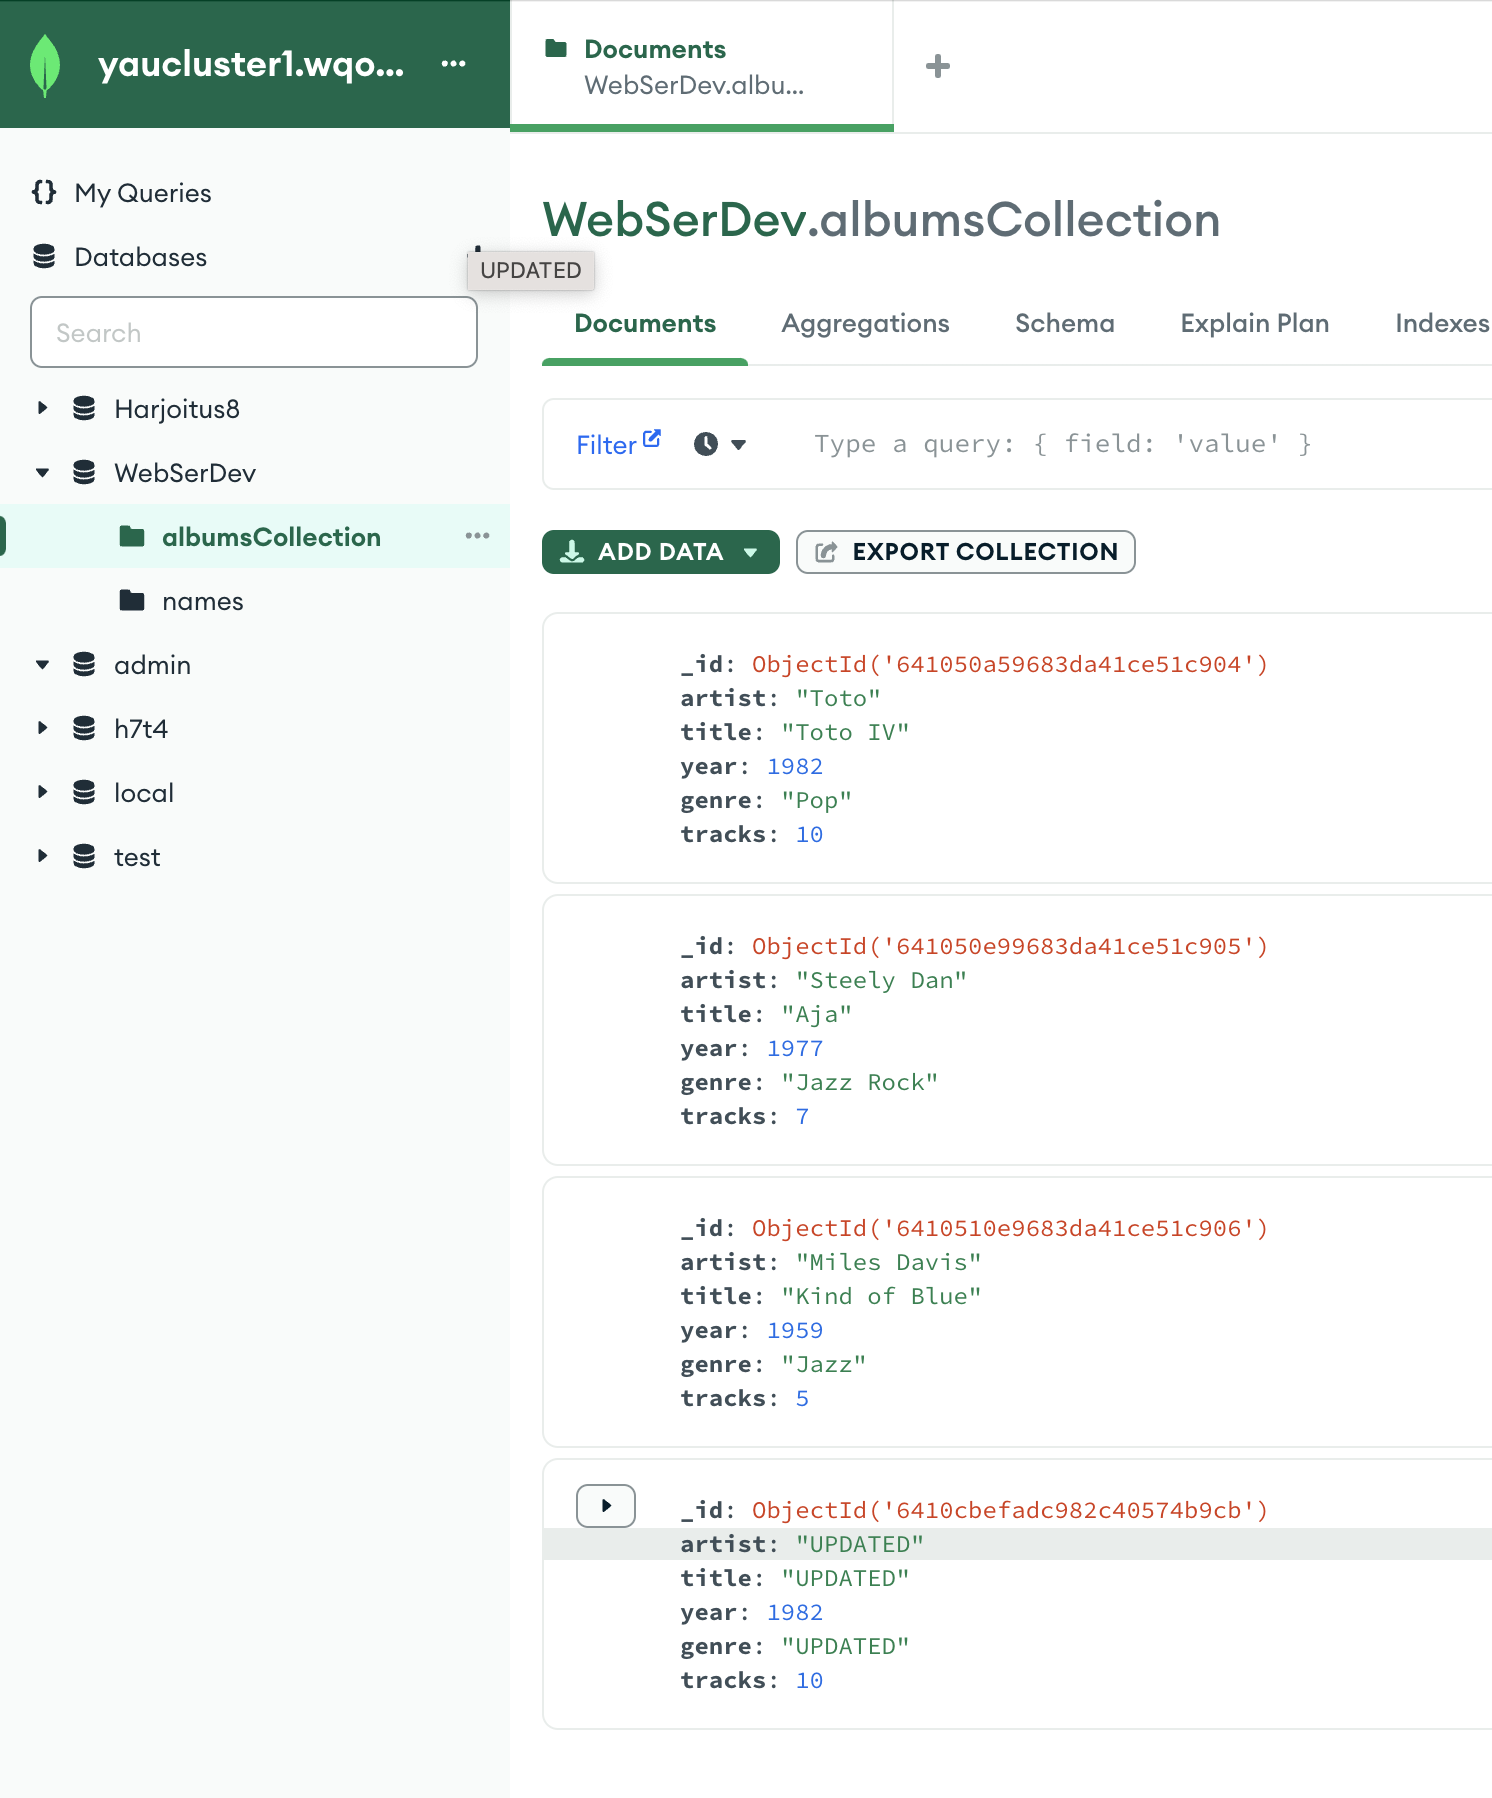 yaucluster1.wqo...
Documents
WebSerDev.albu...
My Queries
Databases
Search
Harjoitus8
WebSerDev
albumsCollection
names
admin
h7t4
local
test
WebSerDev.albumsCollection
UPDATED
Documents Aggregations Schema Explain Plan Indexes
Filter Type a query: { field: 'value' }
ADD DATA EXPORT COLLECTION
_id: ObjectId('641050a59683da41ce51c904')
artist: "Toto"
title: "Toto IV"
year: 1982
genre: "Pop"
tracks: 10
_id: ObjectId('641050e99683da41ce51c905')
artist: "Steely Dan"
title: "Aja"
year: 1977
genre: "Jazz Rock"
tracks: 7
_id: ObjectId('6410510e9683da41ce51c906')
artist: "Miles Davis"
title: "Kind of Blue"
year: 1959
genre: "Jazz"
tracks: 5
_id: ObjectId('6410cbefadc982c40574b9cb')
artist: "UPDATED"
title: "UPDATED"
year: 1982
genre: "UPDATED"
tracks: 10